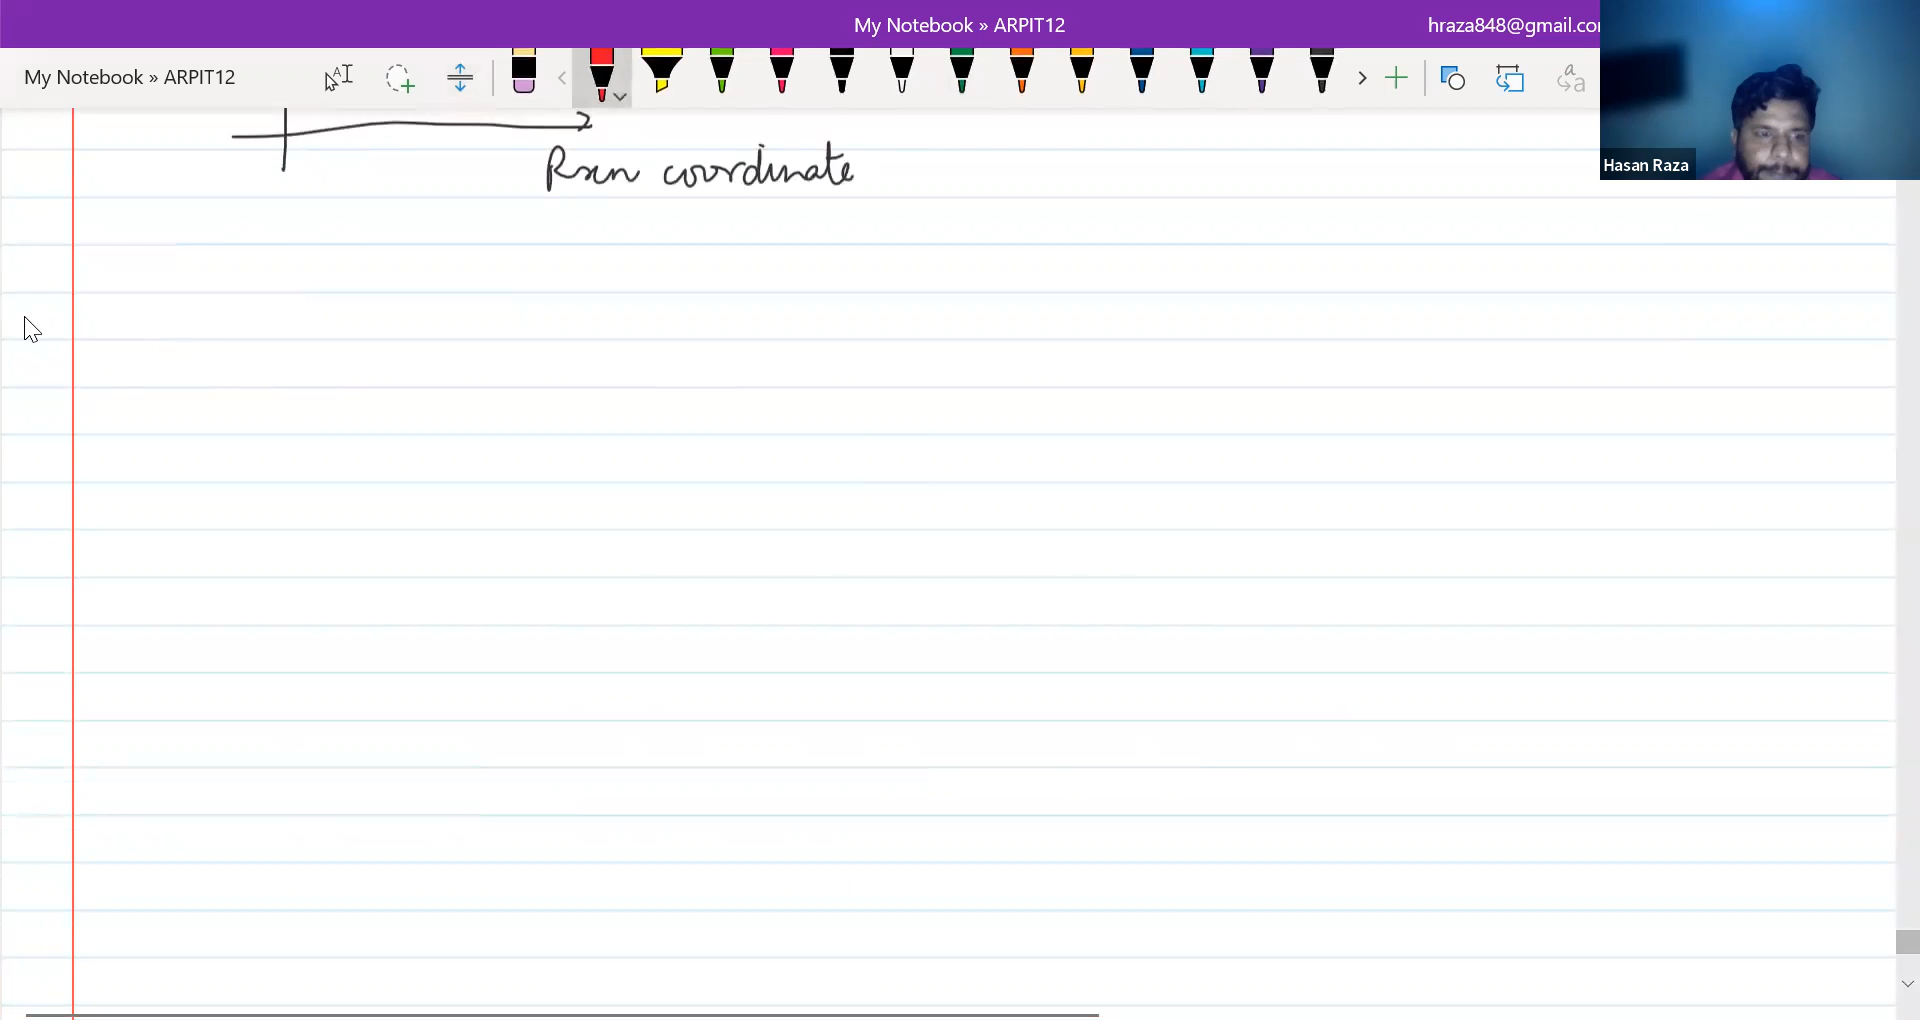 My Notebook » ARPIT12
hraza848@gmail.co
My Notebook » ARPIT12
Hasan Raza
Rxn coordinate